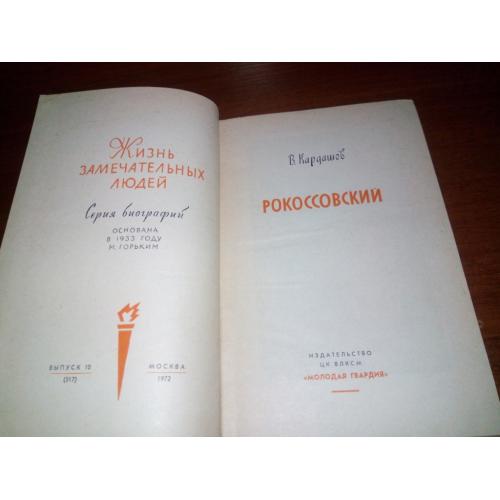 Жизнь
ЗАМЕЧАТЕЛЬНЫХ
ЛЮДЕЙ
Серия биографий
ОСНОВАНА
В 1933 ГОДУ
М. ГОРЬКИМ
ВЫПУСК 10
(517)
МОСКВА
1972
В. Кардашов
РОКОССОВСКИЙ
ИЗДАТЕЛЬСТВО
ЦК ВЛКСМ
«МОЛОДАЯ ГВАРДИЯ»